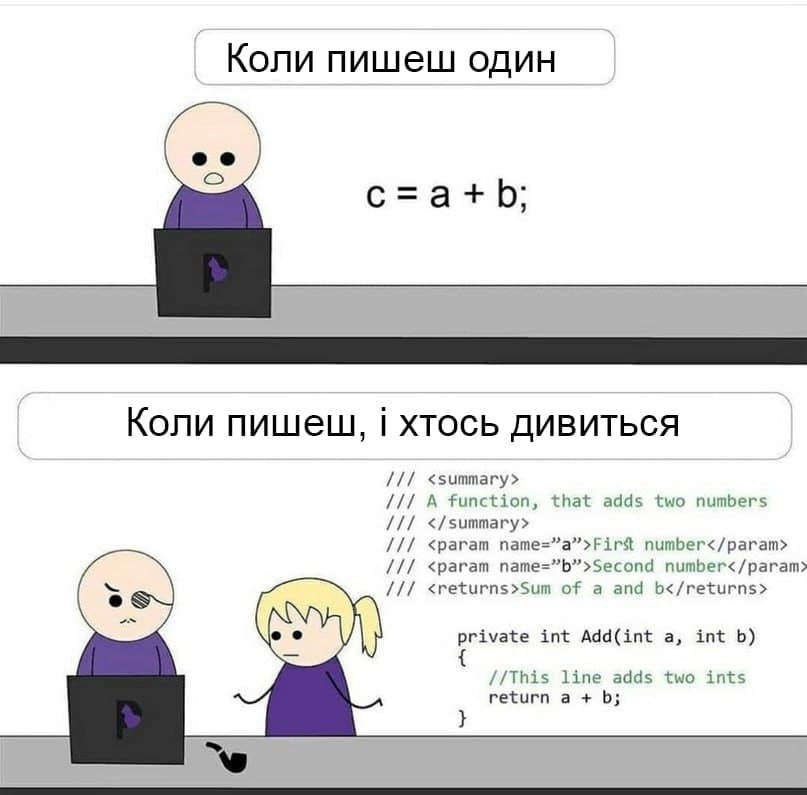 Коли пишеш один
c = a + b;
P
Коли пишеш, і хтось дивиться
/// <summary>
/// A function, that adds two numbers
/// </summary>
/// <param name="a">First number</param>
/// <param name="b">Second number</param>
/// <returns>Sum of a and b</returns>
private int Add(int a, int b)
{
//This line adds two ints
return a + b;
}
P